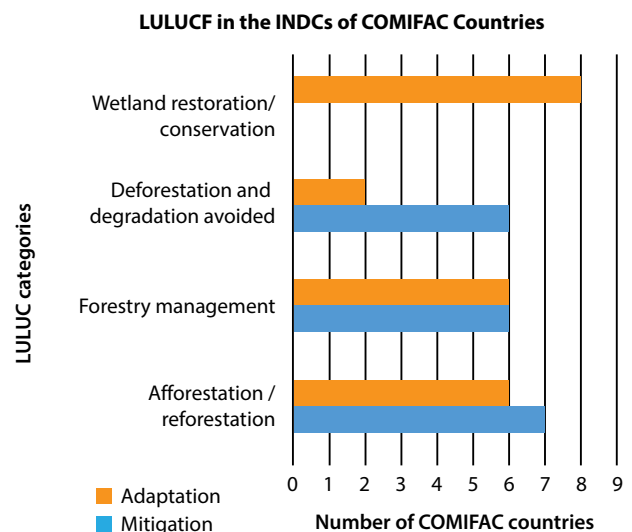 LULUCF in the INDCs of COMIFAC Countries
LULUC categories
Wetland restoration/
conservation
Deforestation and
degradation avoided
Forestry management
Afforestation /
reforestation
0 1 2 3 4 5 6 7 8 9
Number of COMIFAC countries
Adaptation
Mitigation